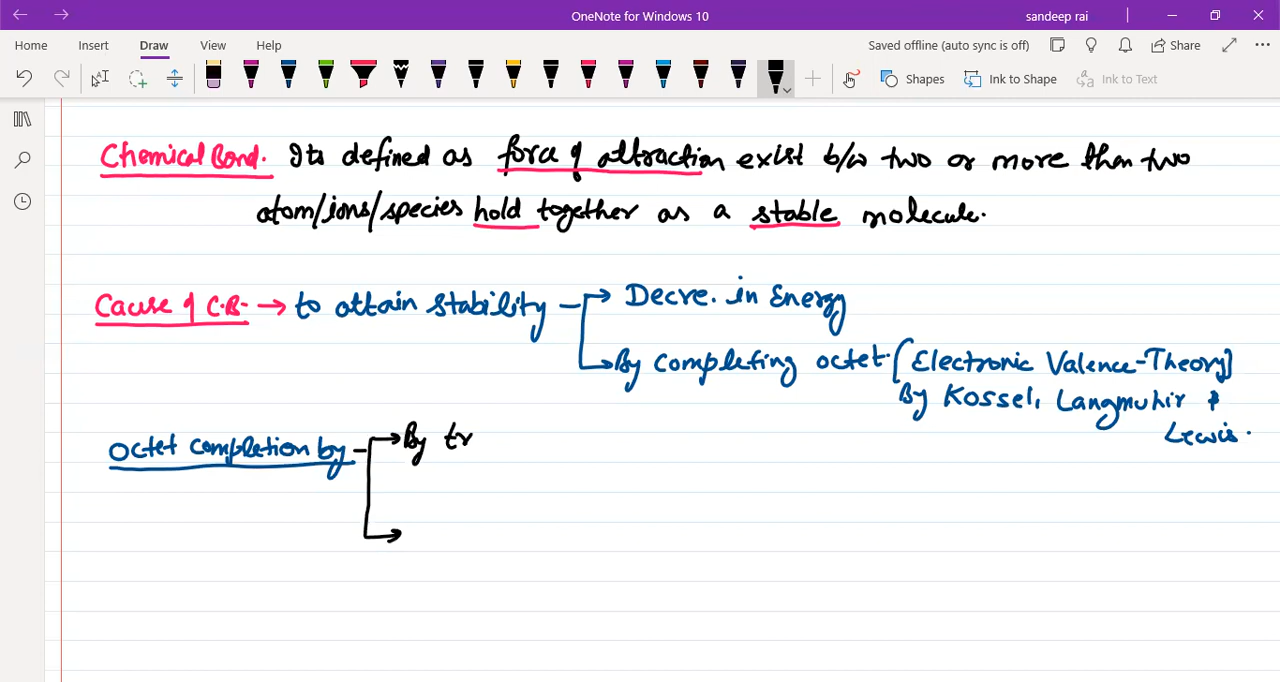 OneNote for Windows 10
sandeep rai
Home Insert Draw View Help
Saved offline (auto sync is off) Share
Shapes Ink to Shape Ink to Text
Chemical Bond. Its defined as force of attraction exist b/w two or more than two
atom/ions/species hold together as a stable molecule.
Cause of C.B. → to attain stability → Decre. in Energy
→ By completing octet. [Electronic Valence-Theory]
By Kossel, Langmuhir &
Lewis.
Octet completion by → By tr